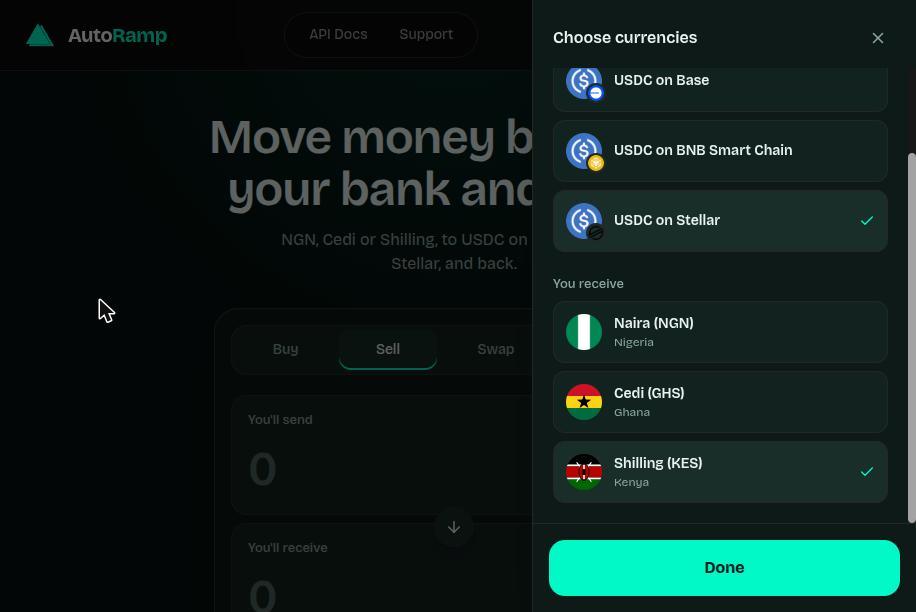 AutoRamp
API Docs
Support
Move money b
your bank and
NGN, Cedi or Shilling, to USDC on
Stellar, and back.
Buy
Sell
Swap
You'll send
0
You'll receive
0
Choose currencies
USDC on Base
USDC on BNB Smart Chain
USDC on Stellar
You receive
Naira (NGN)
Nigeria
Cedi (GHS)
Ghana
Shilling (KES)
Kenya
Done